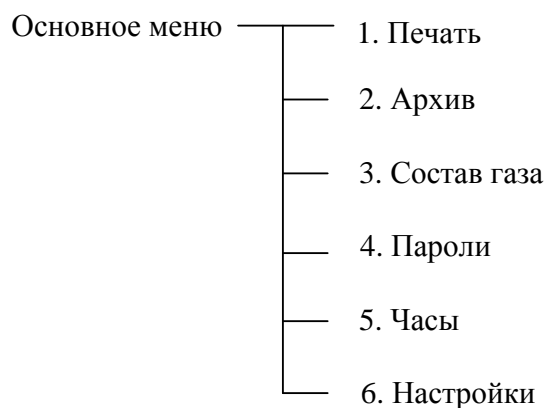 Основное меню
1. Печать
2. Архив
3. Состав газа
4. Пароли
5. Часы
6. Настройки